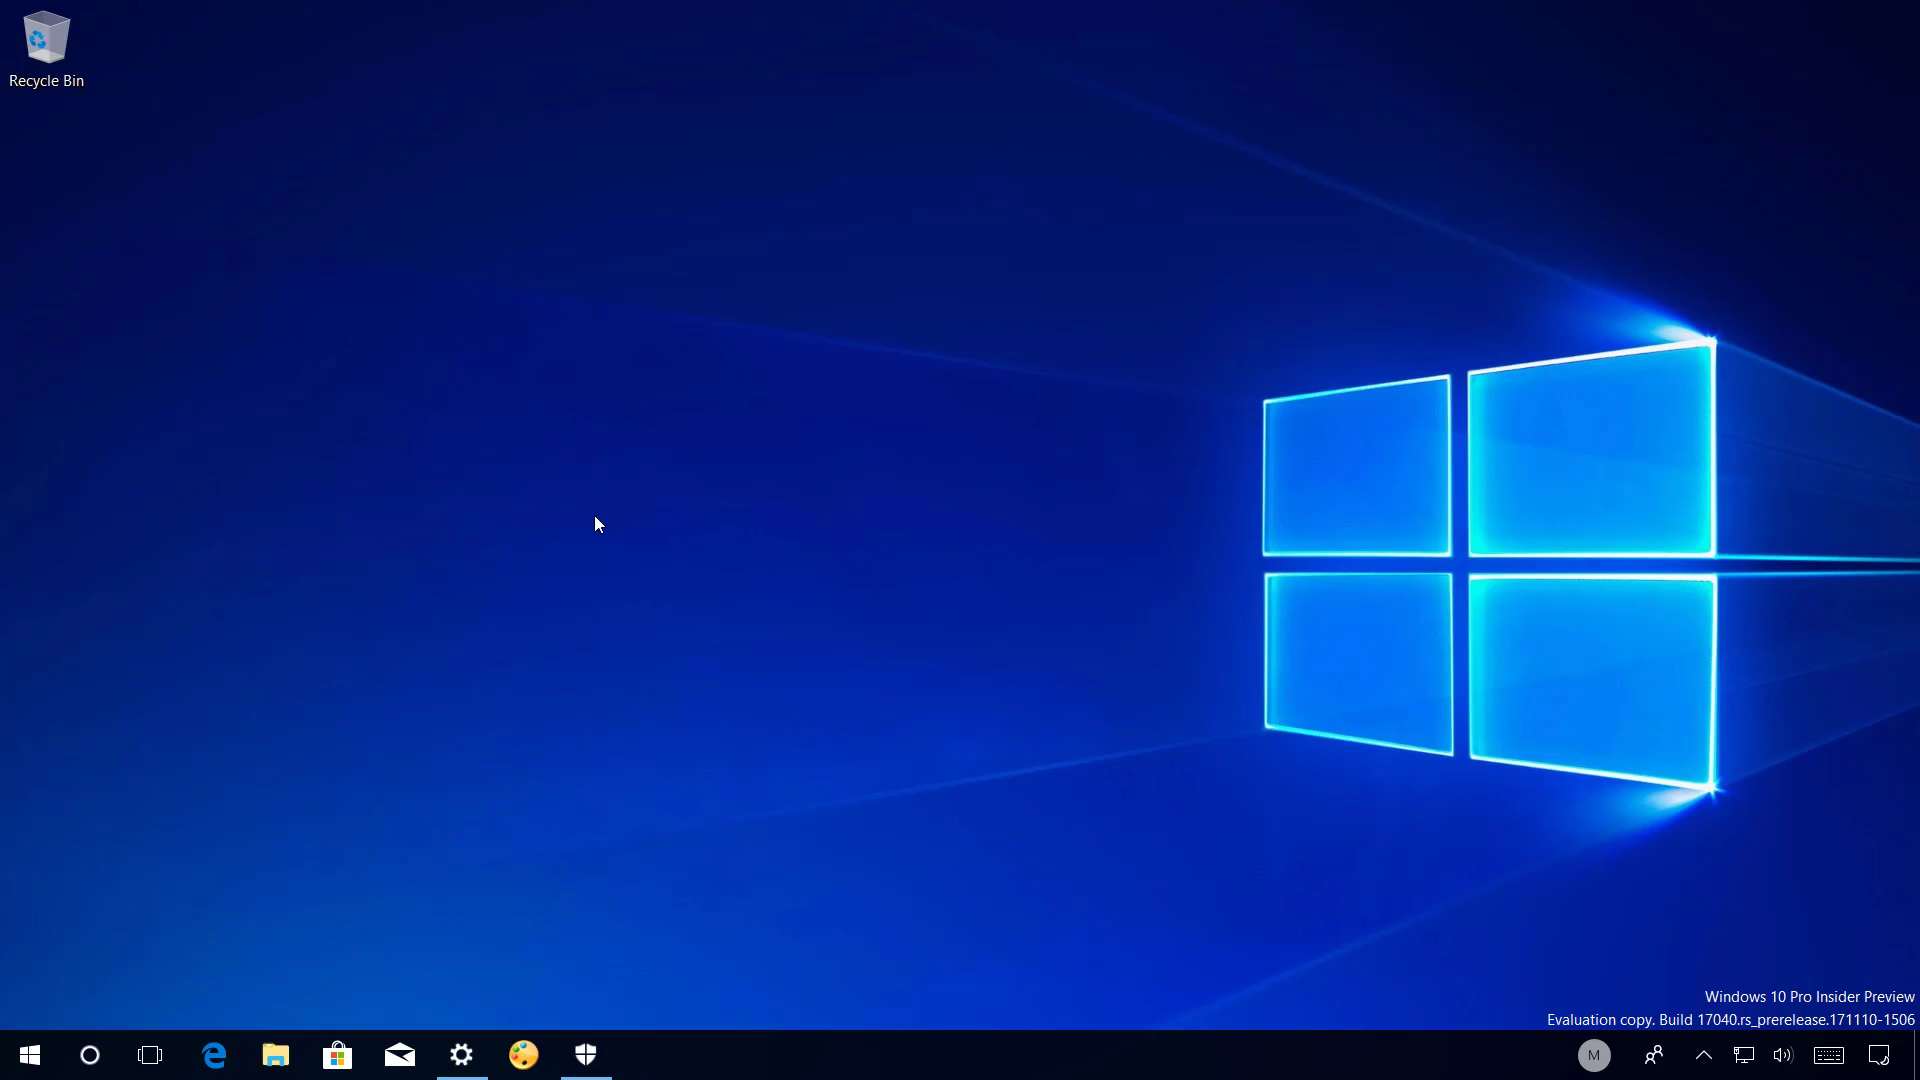 Recycle Bin
Windows 10 Pro Insider Preview
Evaluation copy. Build 17040.rs_prerelease.171110-1506
M